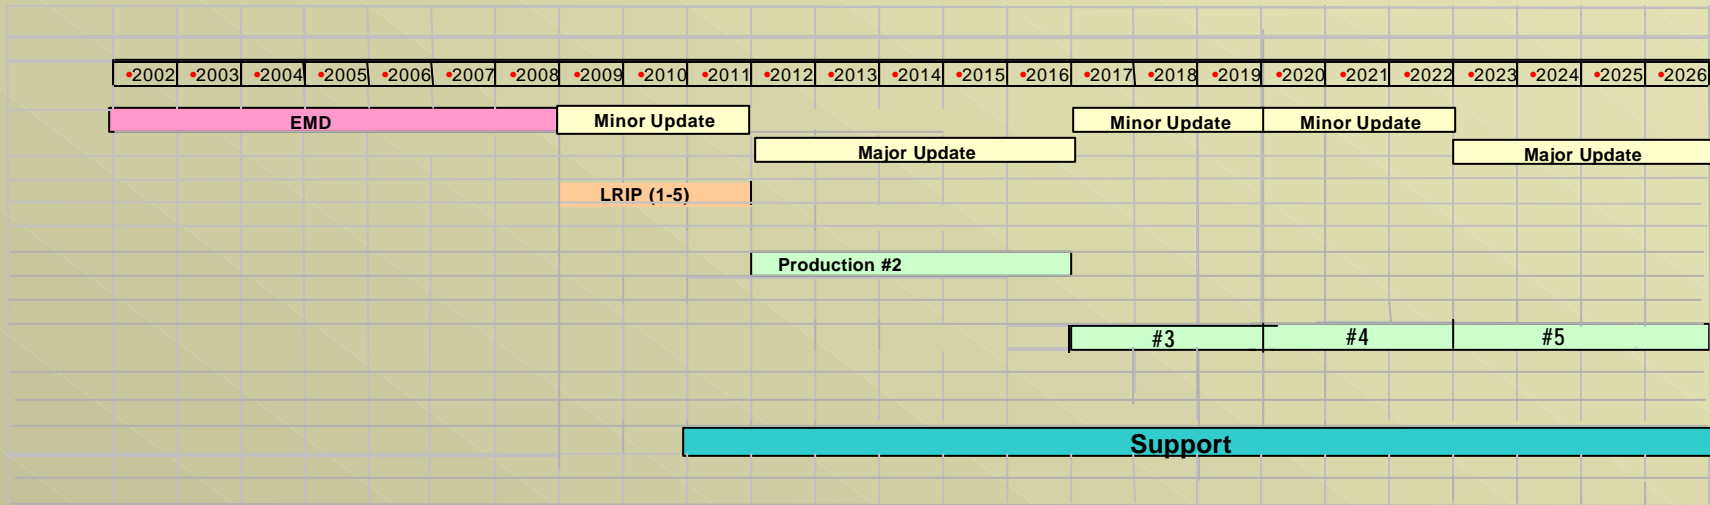 •2002 •2003 •2004 •2005 •2006 •2007 •2008 •2009 •2010 •2011 •2012 •2013 •2014 •2015 •2016 •2017 •2018 •2019 •2020 •2021 •2022 •2023 •2024 •2025 •2026
EMD Minor Update Minor Update Minor Update
Major Update Major Update
LRIP (1-5)
Production #2
#3 #4 #5
Support